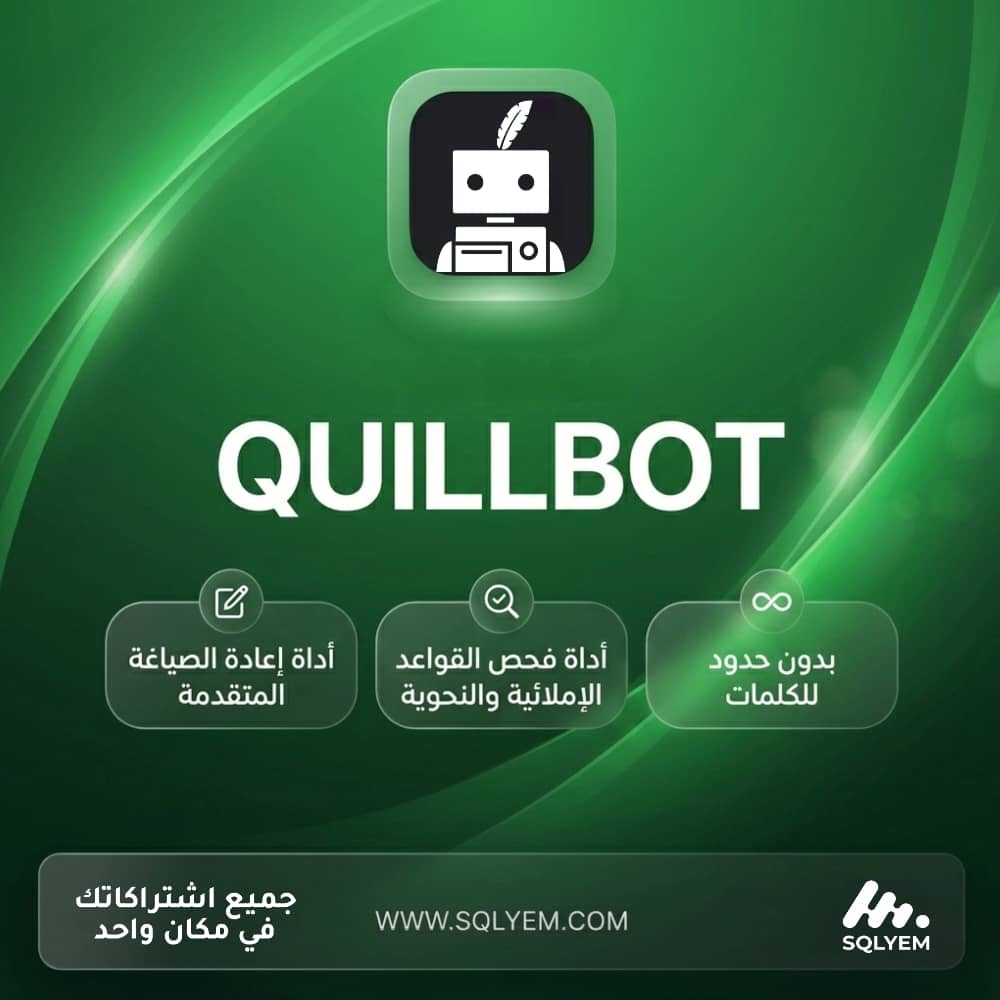 QUILLBOT
بدون حدود
للكلمات
أداة فحص القواعد
الإملائية والنحوية
أداة إعادة الصياغة
المتقدمة
جميع اشتراكاتك
في مكان واحد
WWW.SQLYEM.COM
SQLYEM